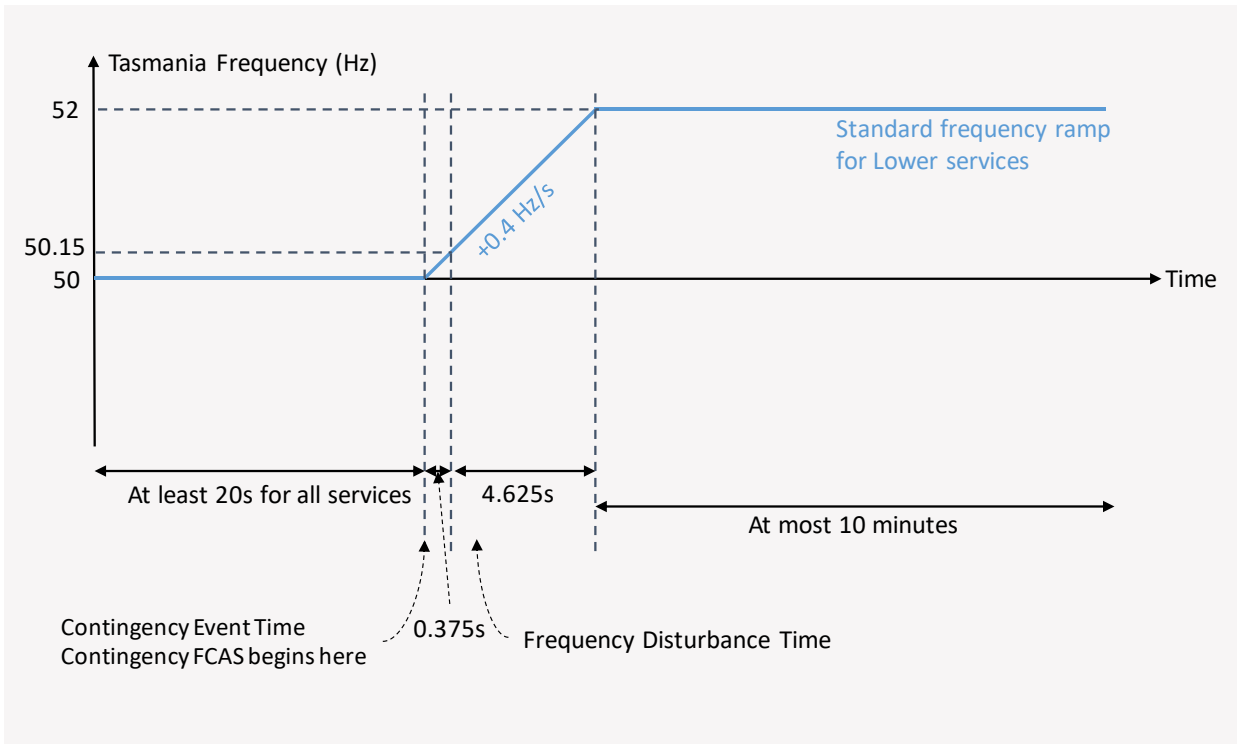 Tasmania Frequency (Hz)
52
Standard frequency ramp
for Lower services
+0.4 Hz/s
50.15
50
Time
At least 20s for all services
4.625s
At most 10 minutes
Contingency Event Time
Contingency FCAS begins here
0.375s
Frequency Disturbance Time